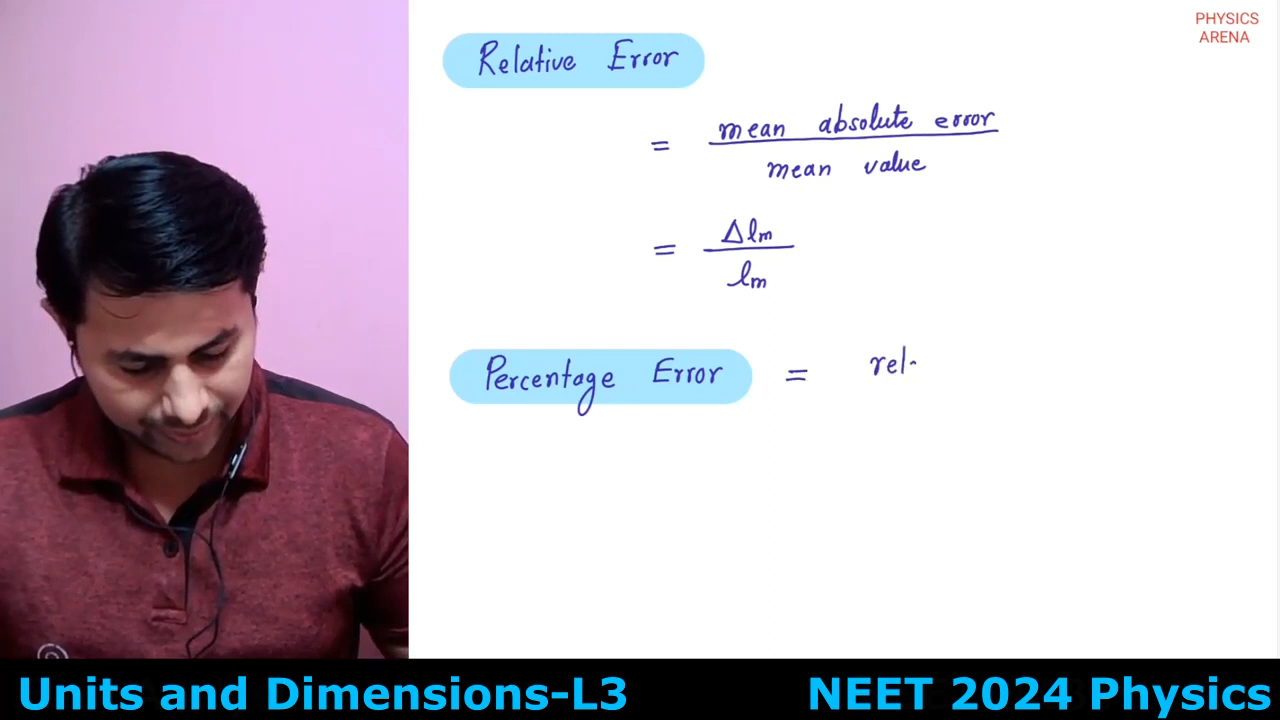 PHYSICS
ARENA
Relative Error
= mean absolute error
mean value
= Δlm
lm
Percentage Error = rel.
Units and Dimensions-L3 NEET 2024 Physics